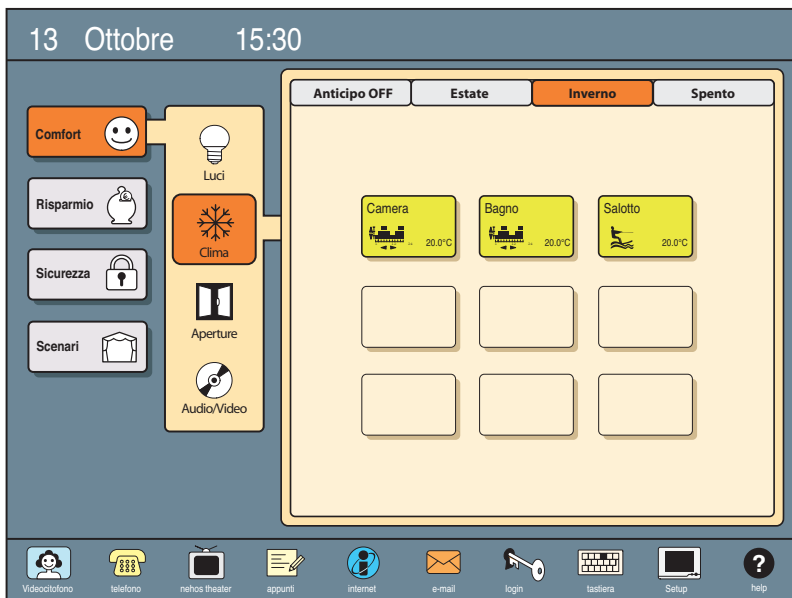 13 Ottobre 15:30
Anticipo OFF Estate Inverno Spento
Comfort
Risparmio
Sicurezza
Scenari
Luci
Clima
Aperture
Audio/Video
Camera Bagno Salotto
20.0°C 20.0°C 20.0°C
Videocitofono telefono nehos theater appunti internet e-mail login tastiera Setup help